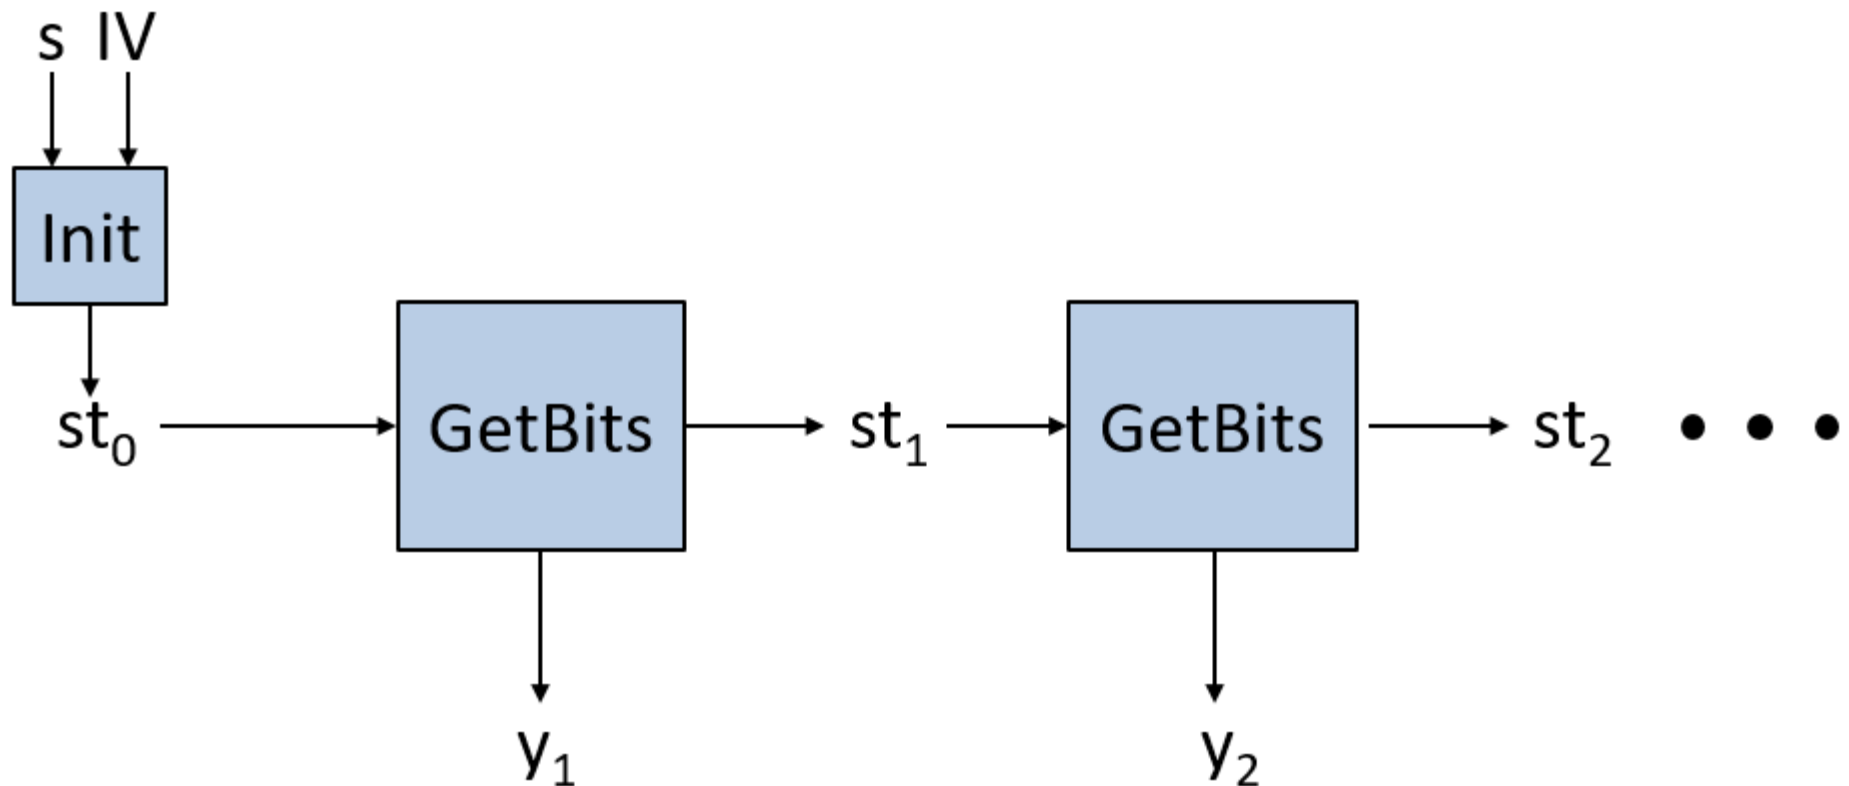 s IV
Init
st₀ GetBits st₁ GetBits st₂ • • •
y₁ y₂